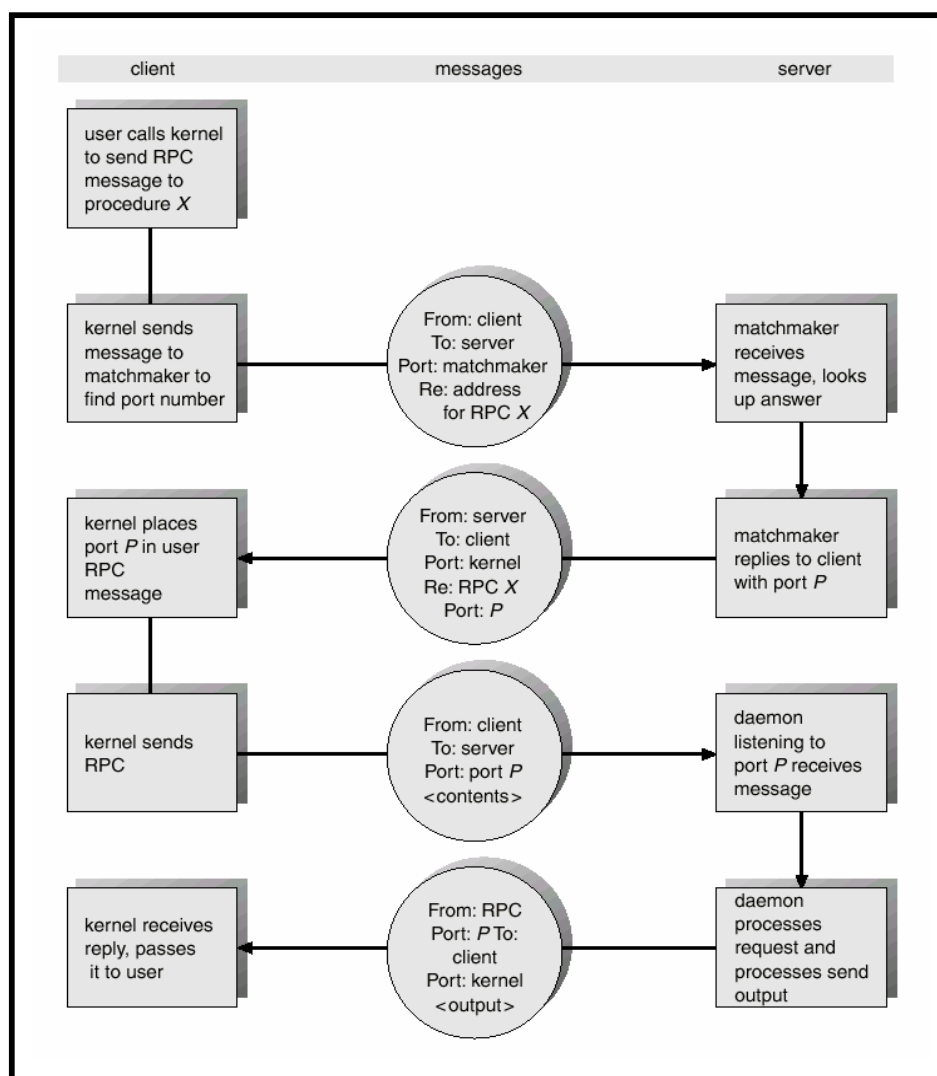 client
messages
server
user calls kernel
to send RPC
message to
procedure X
kernel sends
message to
matchmaker to
find port number
From: client
To: server
Port: matchmaker
Re: address
for RPC X
matchmaker
receives
message, looks
up answer
kernel places
port P in user
RPC
message
From: server
To: client
Port: kernel
Re: RPC X
Port: P
matchmaker
replies to client
with port P
kernel sends
RPC
From: client
To: server
Port: port P
<contents>
daemon
listening to
port P receives
message
kernel receives
reply, passes
it to user
From: RPC
Port: P To:
client
Port: kernel
<output>
daemon
processes
request and
processes send
output